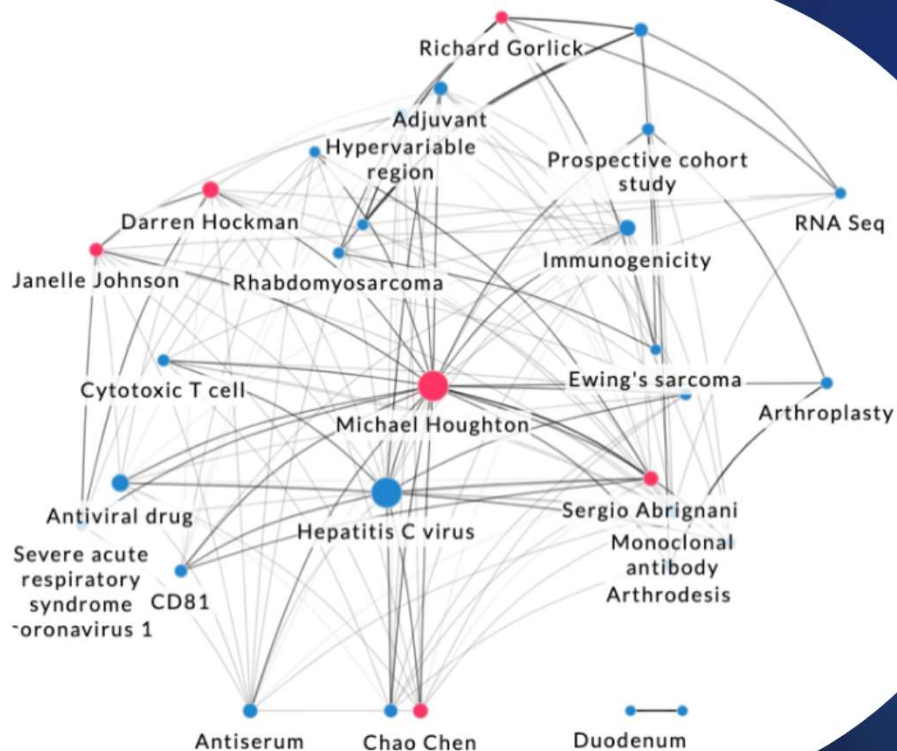 Richard Gorlick
Adjuvant
Hypervariable
region
Prospective cohort
study
Darren Hockman
RNA Seq
Immunogenicity
Janelle Johnson
Rhabdomyosarcoma
Ewing's sarcoma
Cytotoxic T cell
Arthroplasty
Michael Houghton
Sergio Abrignani
Antiviral drug
Hepatitis C virus
Monoclonal
antibody
Severe acute
respiratory
syndrome
oronavirus 1
CD81
Arthrodesis
Antiserum
Chao Chen
Duodenum